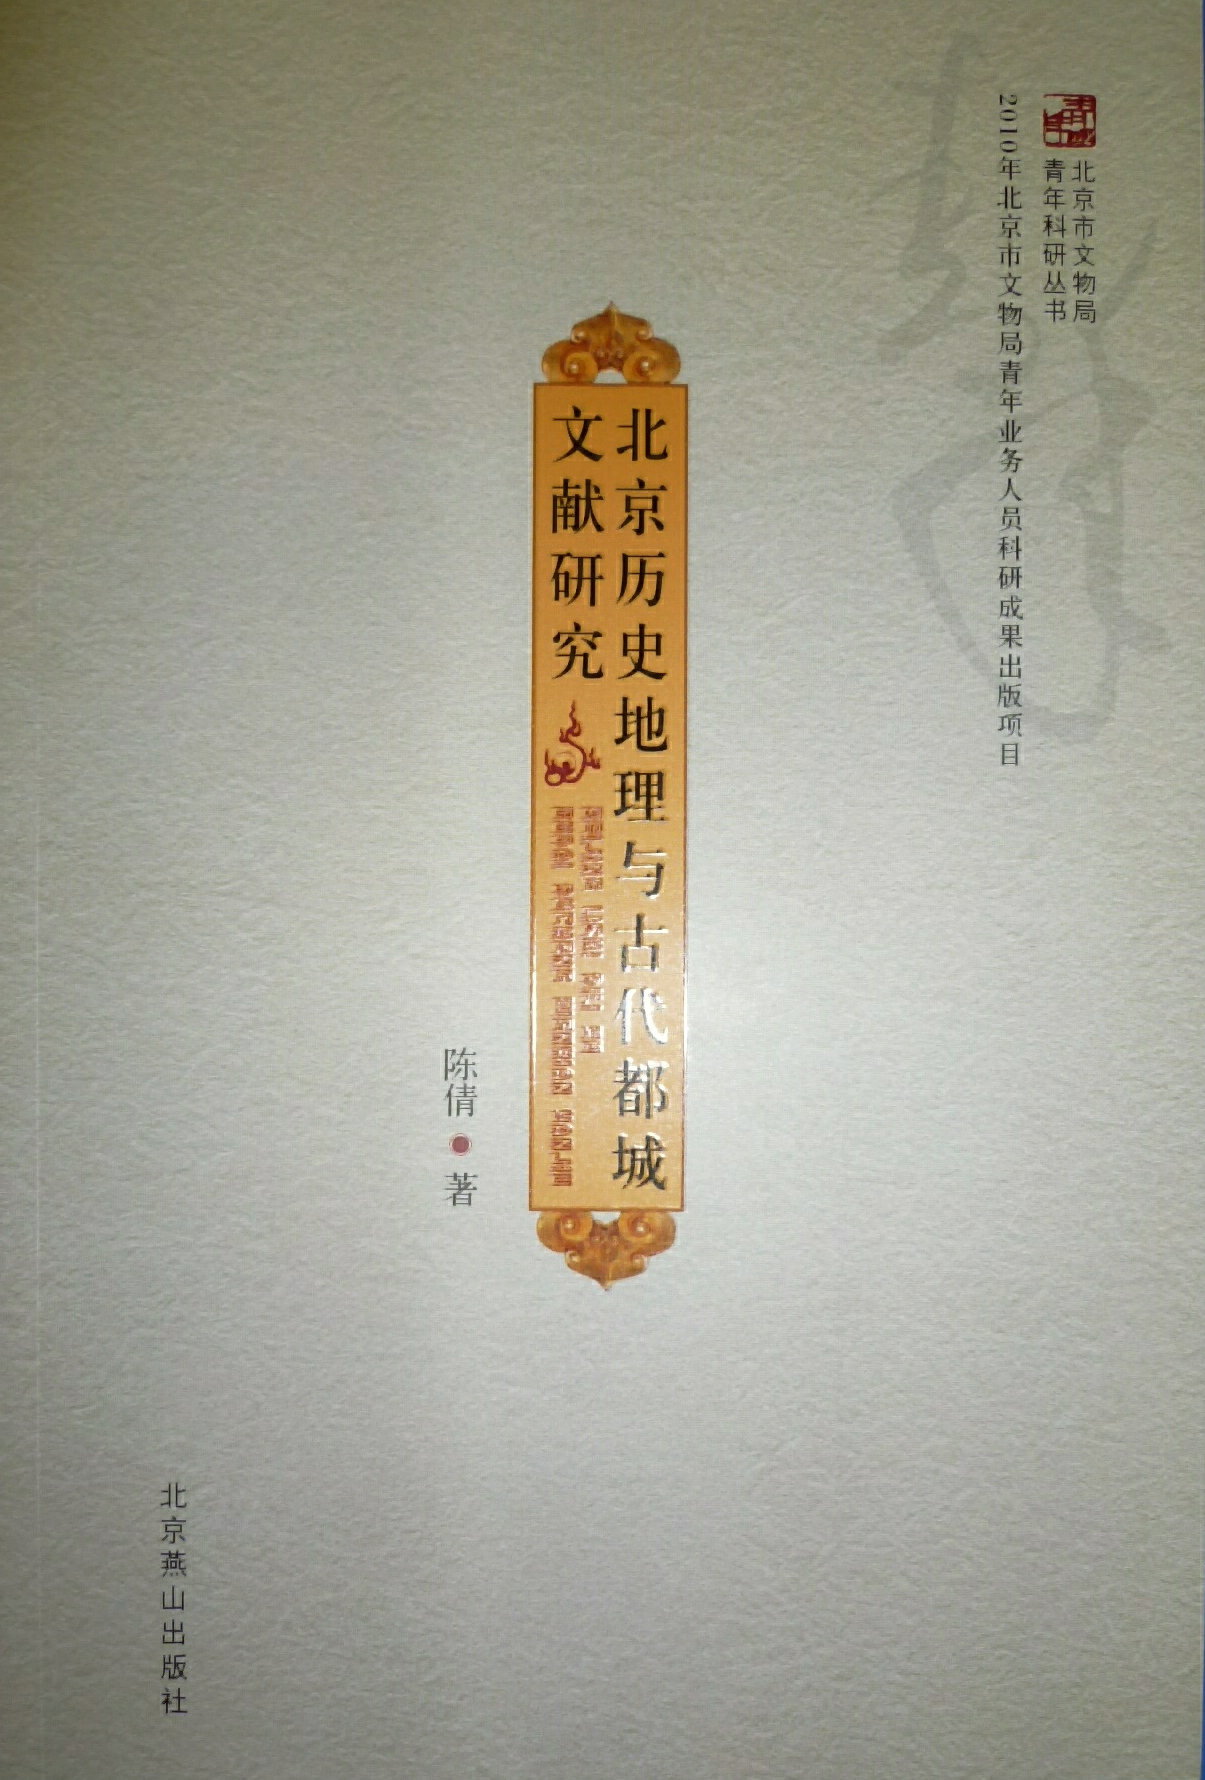 北京市文物局
青年科研丛书
2010年北京市文物局青年业务人员科研成果出版项目
北京历史地理与古代都城
文献研究
陈倩·著
北京燕山出版社